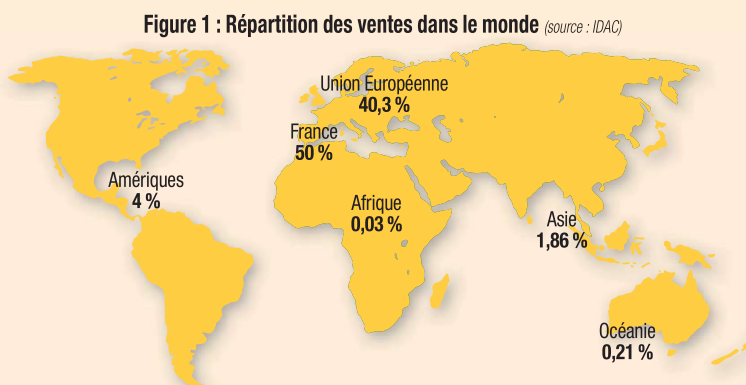 Figure 1 : Répartition des ventes dans le monde (source : IDAC)
Union Européenne
40,3 %
France
50 %
Amériques
4 %
Afrique
0,03 %
Asie
1,86 %
Océanie
0,21 %